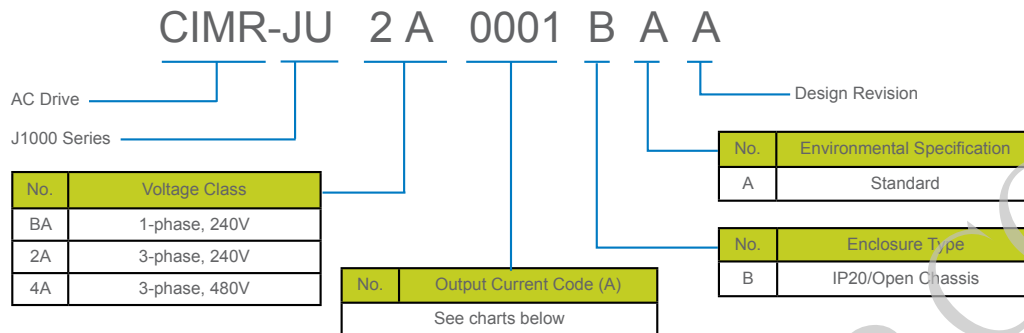 CIMR-JU 2 A 0001 B A A
AC Drive
Design Revision
J1000 Series
No. Environmental Specification
A Standard
No. Voltage Class
BA 1-phase, 240V
2A 3-phase, 240V
4A 3-phase, 480V
No. Enclosure Type
B IP20/Open Chassis
No. Output Current Code (A)
See charts below